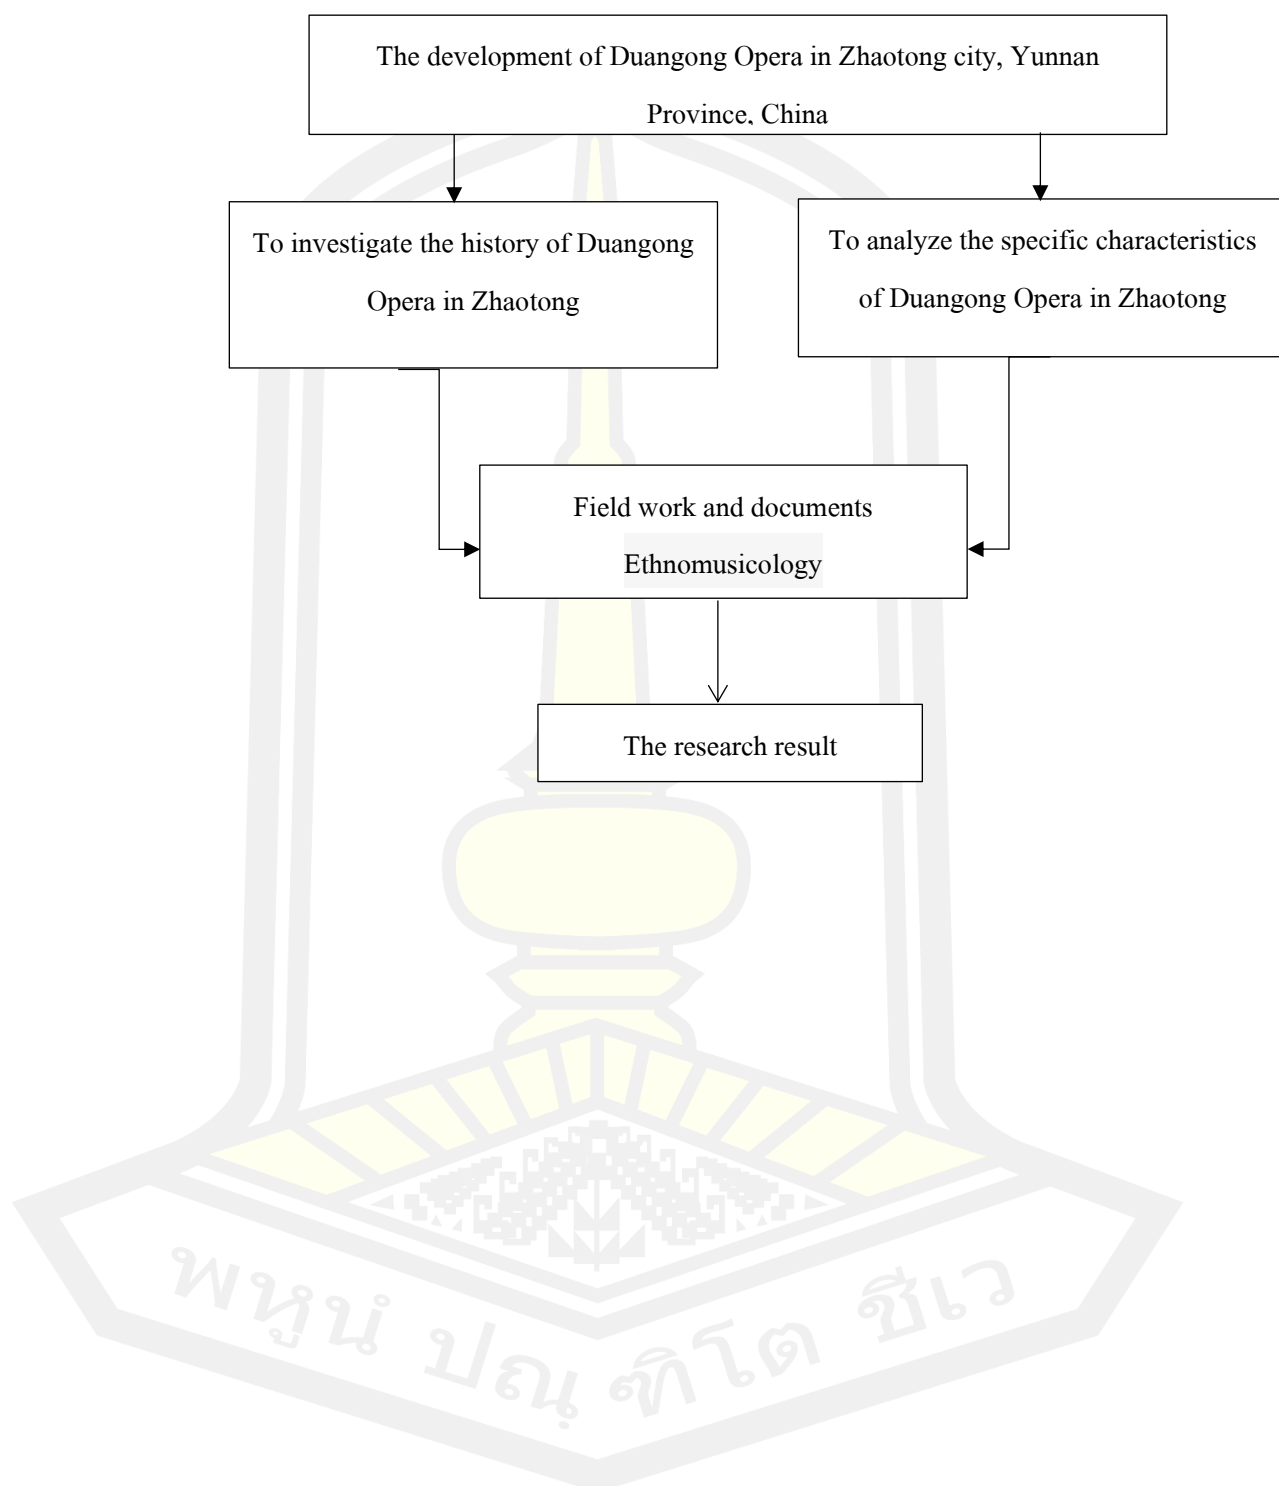 The development of Duangong Opera in Zhaotong city, Yunnan
Province, China
To investigate the history of Duangong
Opera in Zhaotong
To analyze the specific characteristics
of Duangong Opera in Zhaotong
Field work and documents
Ethnomusicology
The research result
พหูนํ ปณฺฑิโต ชีเว